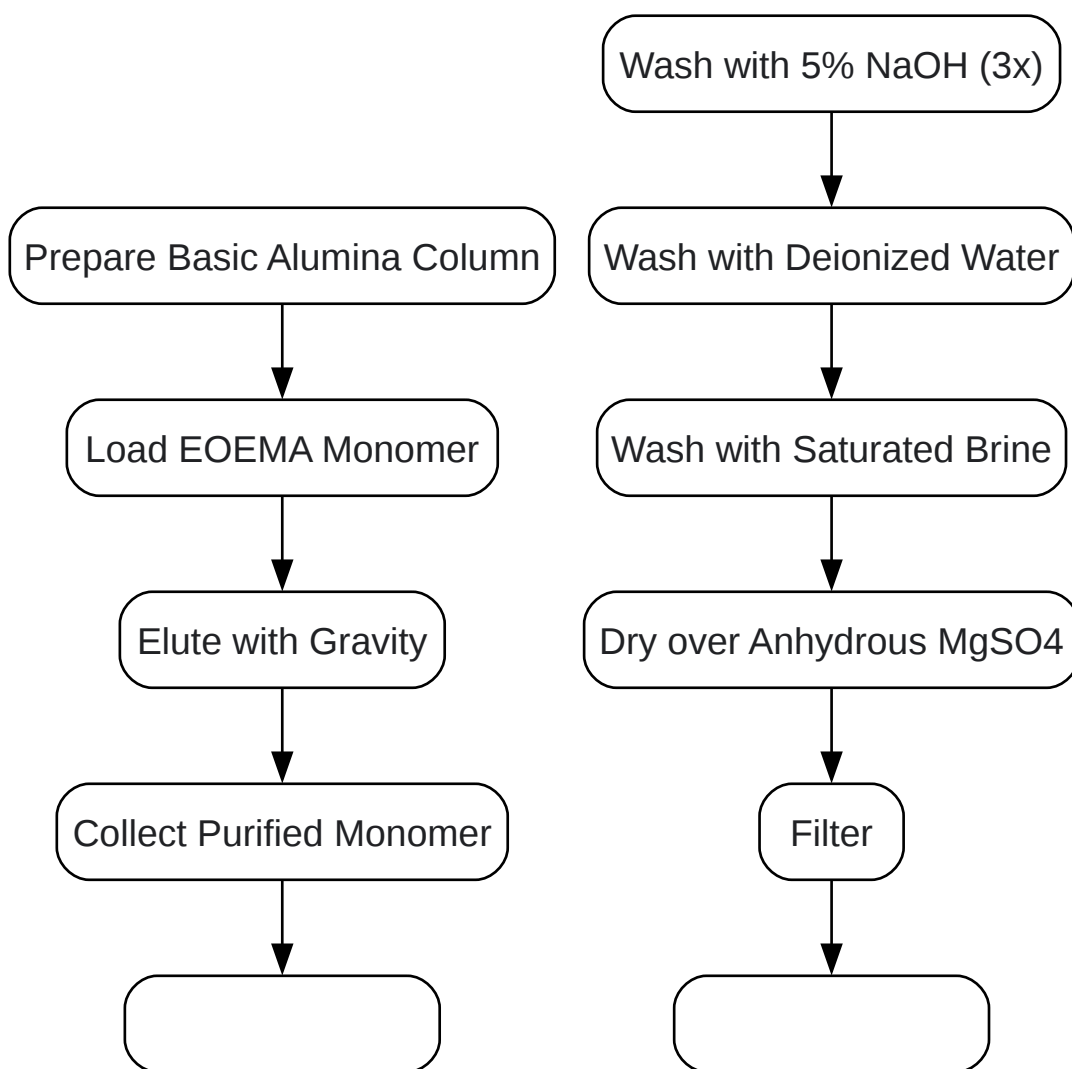 Prepare Basic Alumina Column
Load EOEMA Monomer
Elute with Gravity
Collect Purified Monomer
Wash with 5% NaOH (3x)
Wash with Deionized Water
Wash with Saturated Brine
Dry over Anhydrous MgSO4
Filter